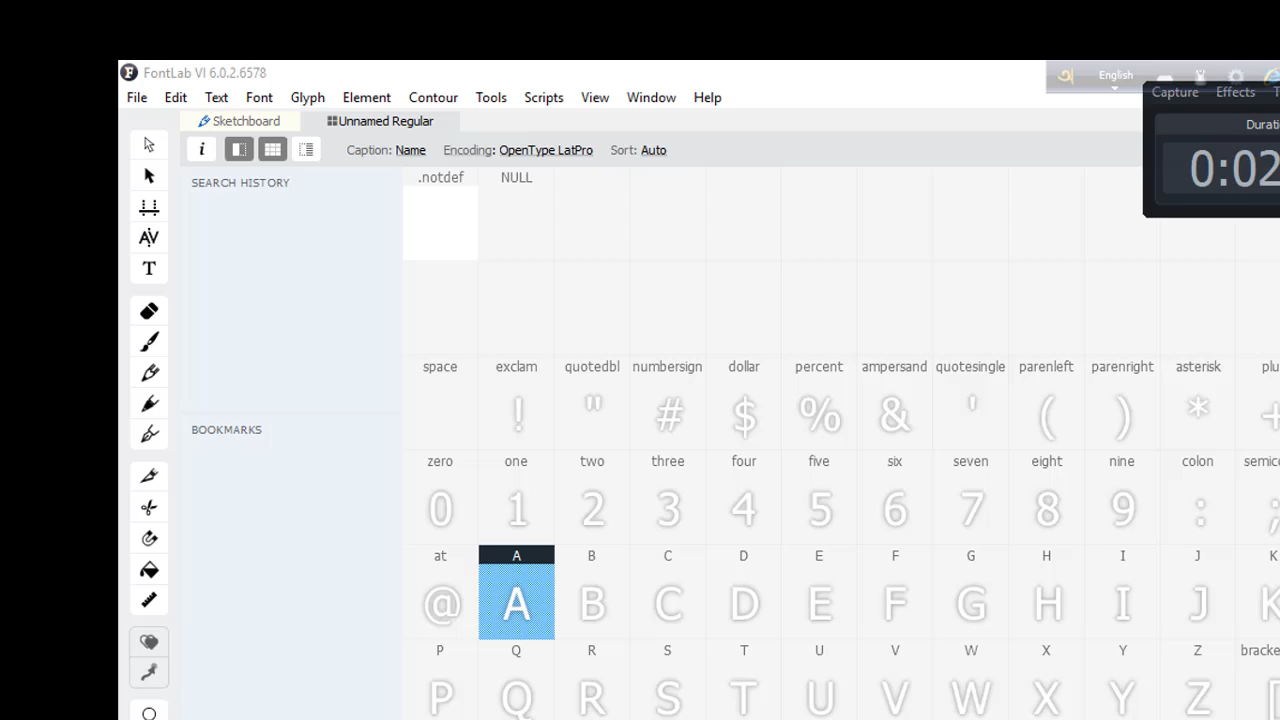 FontLab VI 6.0.2.6578
English
File Edit Text Font Glyph Element Contour Tools Scripts View Window Help
Capture Effects
Sketchboard Unnamed Regular
i Caption: Name Encoding: OpenType LatPro Sort: Auto
0:02
SEARCH HISTORY
.notdef NULL
space exclam quotedbl numbersign dollar percent ampersand quotesingle parenleft parenright asterisk
! " # $ % & ' ( ) * +
BOOKMARKS
zero one two three four five six seven eight nine colon
0 1 2 3 4 5 6 7 8 9 : ;
at A B C D E F G H I J K
@ A B C D E F G H I J K
P Q R S T U V W X Y Z
P Q R S T U V W X Y Z [